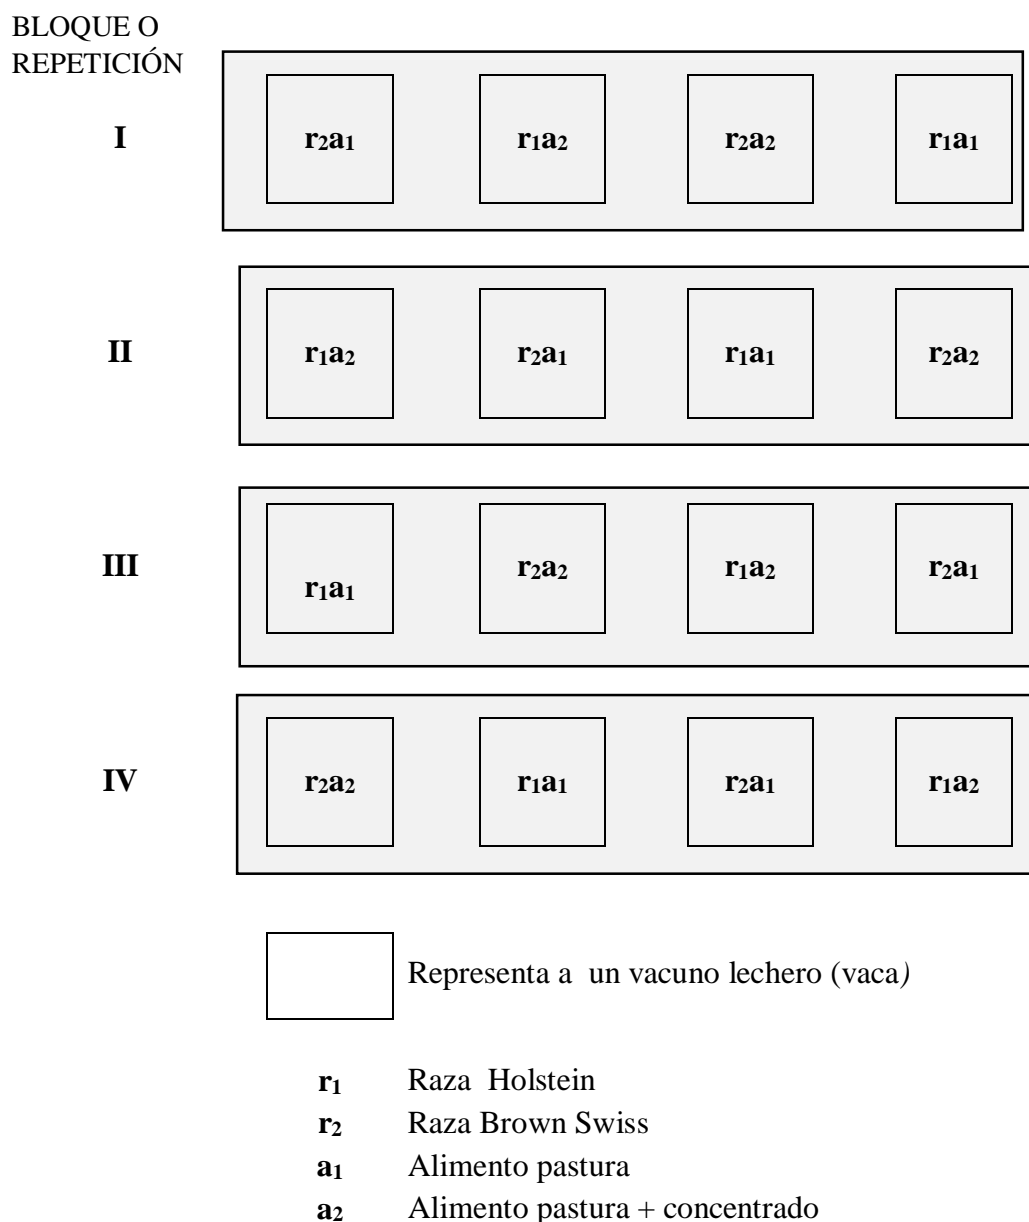 BLOQUE O
REPETICIÓN
I r₂a₁ r₁a₂ r₂a₂ r₁a₁
II r₁a₂ r₂a₁ r₁a₁ r₂a₂
III r₁a₁ r₂a₂ r₁a₂ r₂a₁
IV r₂a₂ r₁a₁ r₂a₁ r₁a₂
Representa a un vacuno lechero (vaca)
r₁ Raza Holstein
r₂ Raza Brown Swiss
a₁ Alimento pastura
a₂ Alimento pastura + concentrado